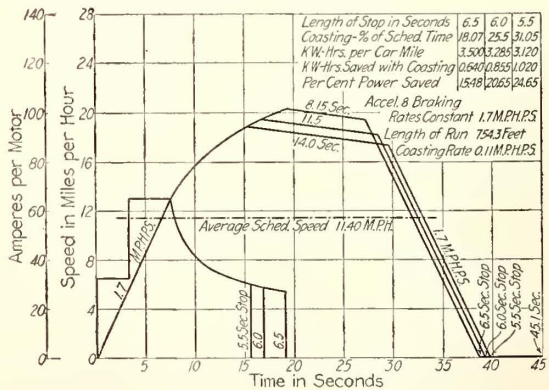 Length of Stop in Seconds 6.5 6.0 5.5
Coasting-% of Sched. Time 18.07 25.5 31.05
KW-Hrs. per Car Mile 3.500 3.285 3.120
KW-Hrs. Saved with Coasting 0.640 0.855 1.020
Per Cent Power Saved 15.48 20.65 24.65
Accel. & Braking
Rates Constant 1.7 M.P.H.P.S.
Length of Run 754.3 Feet
Coasting Rate 0.11 M.P.H.P.S.
8.15 Sec.
11.5
14.0 Sec.
Average Sched. Speed 11.40 M.P.H.
1.7 M.P.H.P.S.
1.7 M.P.H.P.S.
5.5 Sec. Stop
6.0
6.5
6.5 Sec. Stop
6.0 Sec. Stop
5.5 Sec. Stop
45.1 Sec.
Amperes per Motor
140
120
100
80
60
40
20
0
Speed in Miles per Hour
28
24
20
16
12
8
4
0
0 5 10 15 20 25 30 35 40 45
Time in Seconds